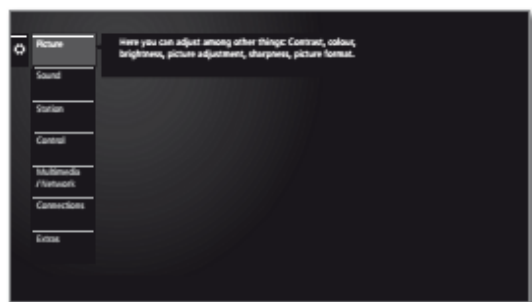 Picture
Here you can adjust among other things: Contrast, colour,
brightness, picture adjustment, sharpness, picture format.
Sound
Station
Control
Multimedia
/ Network
Connections
Extras